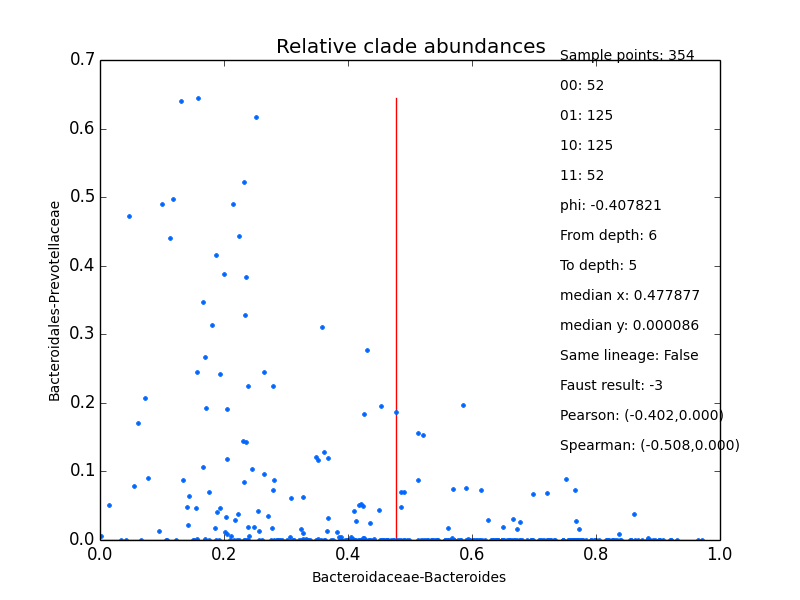 Relative clade abundances
Sample points: 354
00: 52
01: 125
10: 125
11: 52
phi: -0.407821
From depth: 6
To depth: 5
median x: 0.477877
median y: 0.000086
Same lineage: False
Faust result: -3
Pearson: (-0.402,0.000)
Spearman: (-0.508,0.000)
Bacteroidales-Prevotellaceae
0.7
0.6
0.5
0.4
0.3
0.2
0.1
0.0
0.0 0.2 0.4 0.6 0.8 1.0
Bacteroidaceae-Bacteroides